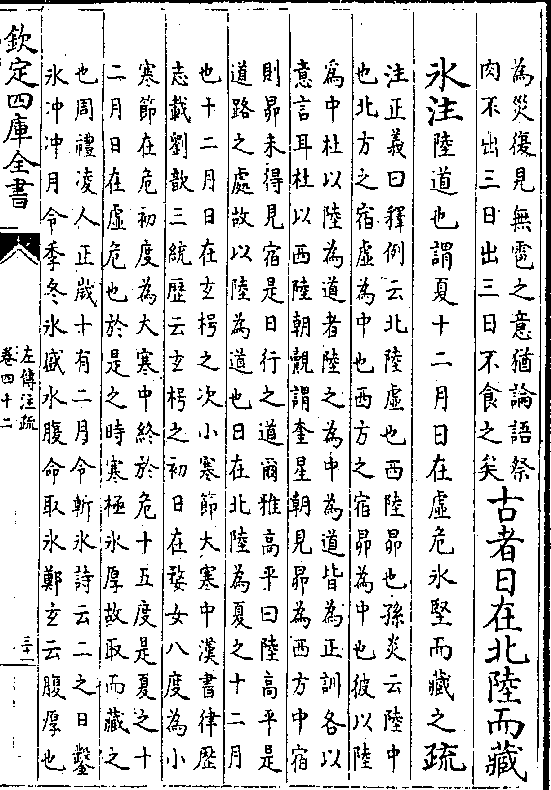 為災復見無雹之意猶論語祭
肉不出三日出三日不食之矣
古者日在北陸而藏
冰注陸道也謂夏十二月日在虛危冰堅而藏之疏
注正義曰釋例云北陸虛也西陸昴也孫炎云陸中
也北方之宿虛為中也西方之宿昴為中也彼以陸
為中杜以陸為道者陸之為中為道皆為正訓各以
意言耳杜以西陸朝覿謂奎星朝見昴為西方中宿
則昴未得見宿是日行之道爾雅高平曰陸高平是
道路之處故以陸為道也日在北陸為夏之十二月
也十二月日在玄枵之次小寒節大寒中漢書律歴
志載劉歆三統歴云玄枵之初日在婺女八度為小
寒節在危初度為大寒中終於危十五度是夏之十
二月日在虛危也於是之時寒極冰厚故取而藏之
也周禮凌人正嵗十有二月令斬冰詩云二之日鑿
冰沖沖月令季冬冰盛水腹命取冰鄭玄云腹厚也
欽定四庫全書
左傳注疏
卷四十二